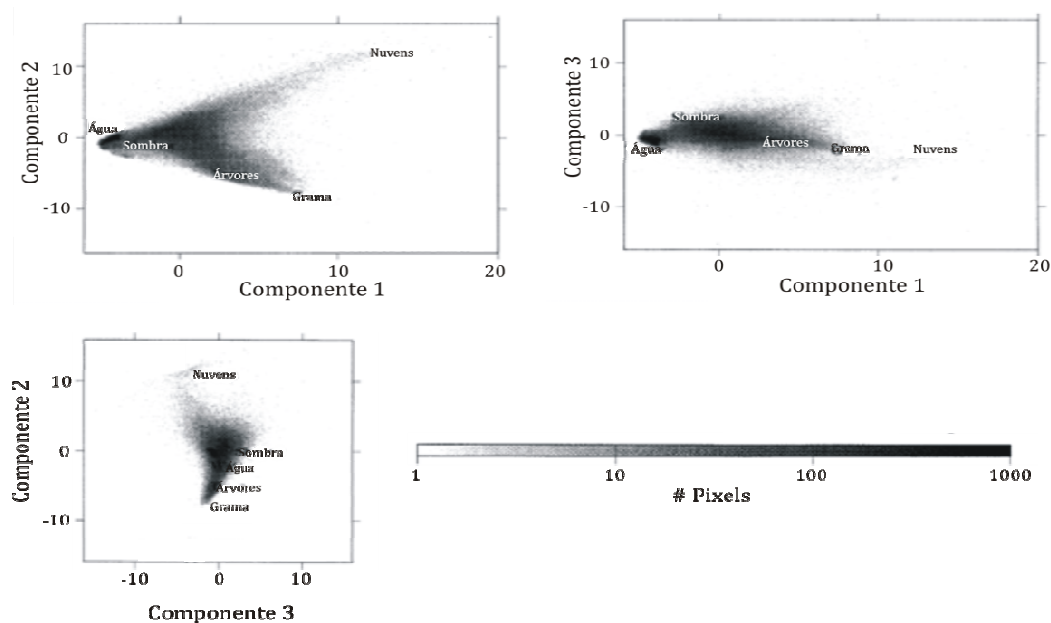 Componente 2
10
0
-10
Nuvens
Água
Sombra
Árvores
Grama
0
10
20
Componente 1
Componente 3
10
0
-10
Sombra
Água
Árvores
Grama
Nuvens
0
10
20
Componente 1
Componente 2
10
0
-10
Nuvens
Sombra
Água
Árvores
Grama
-10
0
10
Componente 3
1
10
100
1000
# Pixels